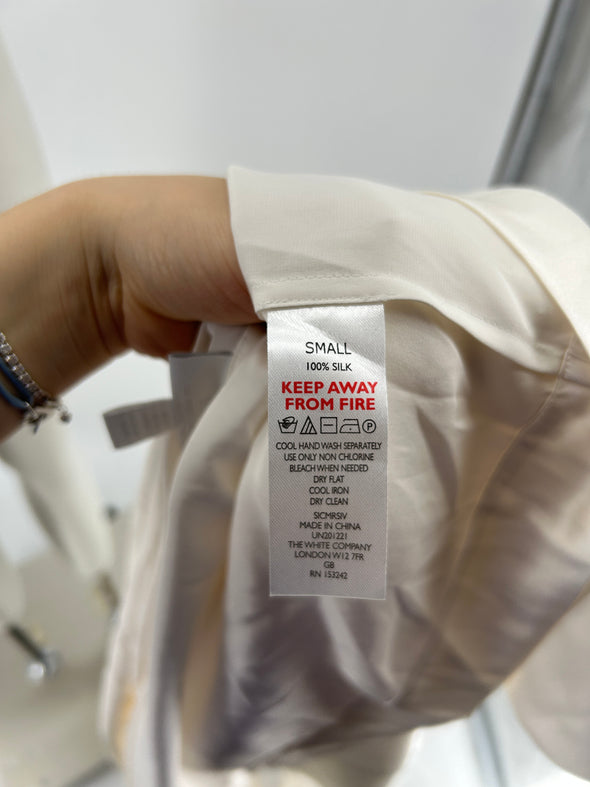 SMALL
100% SILK
KEEP AWAY
FROM FIRE
COOL HAND WASH SEPARATELY
USE ONLY NON CHLORINE
BLEACH WHEN NEEDED
DRY FLAT
COOL IRON
DRY CLEAN
SICMRSIV
MADE IN CHINA
UN201221
THE WHITE COMPANY
LONDON W12 7FR
GB
RN 153242